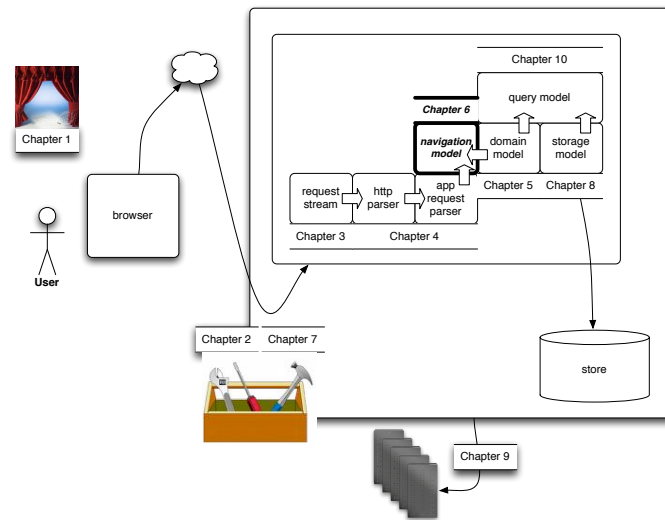 Chapter 1
User
browser
Chapter 10
query model
Chapter 6
navigation
model
domain
model
storage
model
Chapter 5
Chapter 8
request
stream
http
parser
app
request
parser
Chapter 3
Chapter 4
Chapter 2
Chapter 7
store
Chapter 9